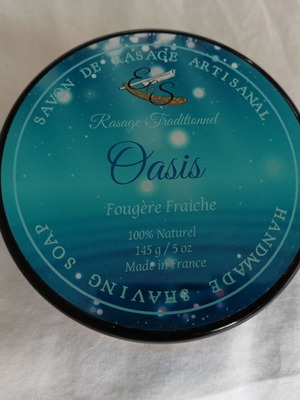 SAVON DE RASAGE ARTISANAL
E&S
Rasage Traditionnel
Oasis
Fougère Fraiche
100% Naturel
145 g / 5 oz
Made in France
HANDMADE SHAVING SOAP